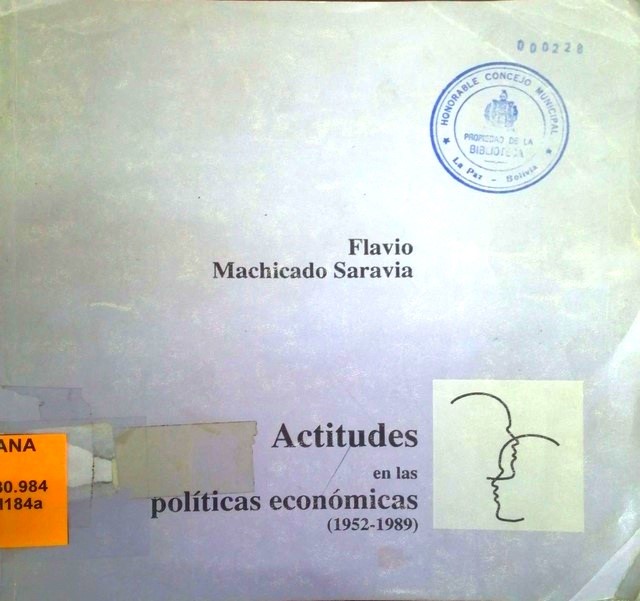 000228
HONORABLE CONCEJO MUNICIPAL
PROPIEDAD DE LA
BIBLIOTECA
La Paz - Bolivia
Flavio
Machicado Saravia
Actitudes
en las
políticas económicas
(1952-1989)
ANA
30.984
184a